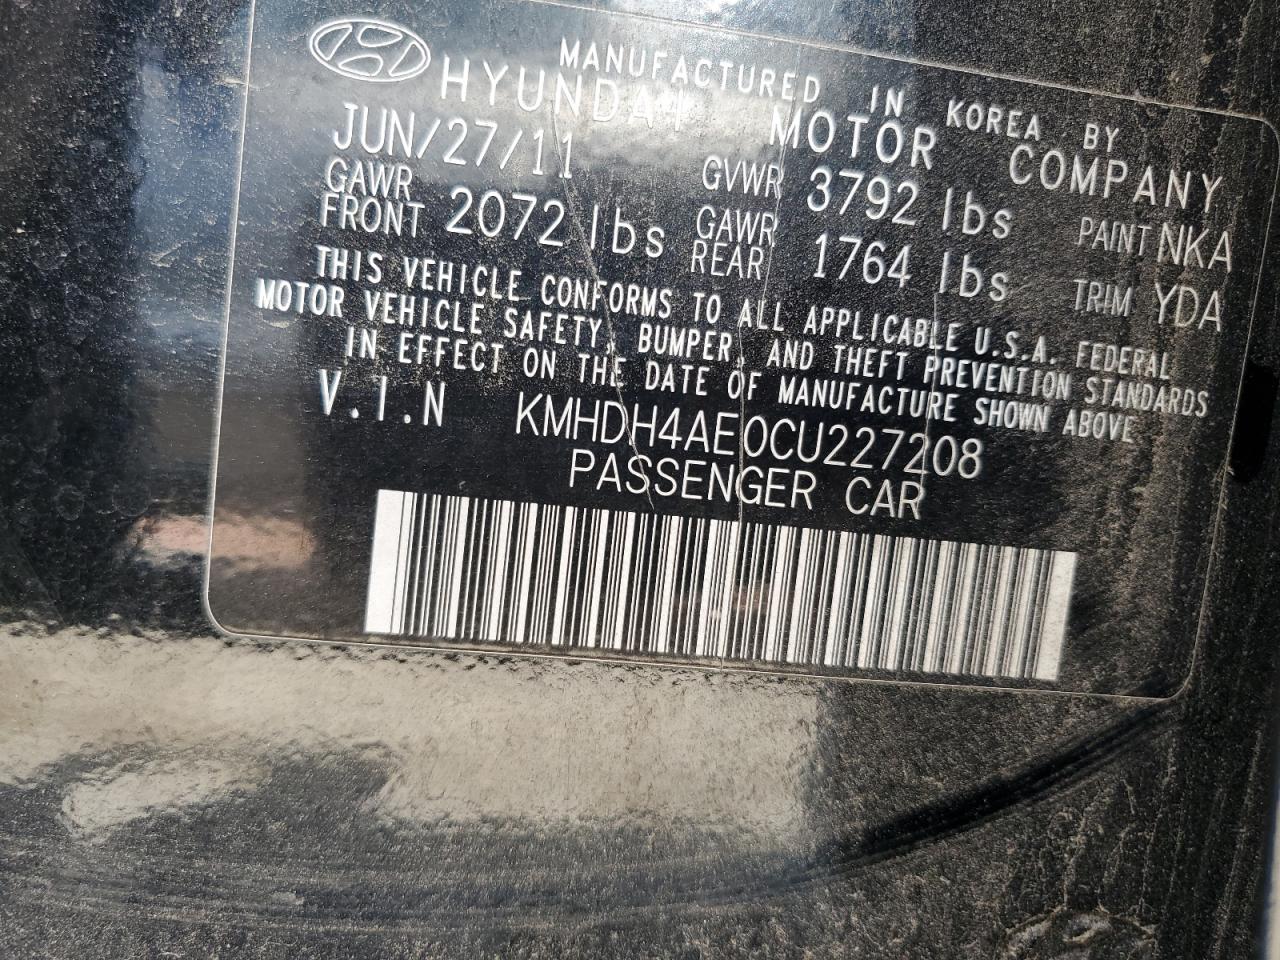 MANUFACTURED IN KOREA BY
HYUNDAI MOTOR COMPANY
JUN/27/11 GVWR 3792 lbs PAINT NKA
GAWR FRONT 2072 lbs GAWR REAR 1764 lbs TRIM YDA
THIS VEHICLE CONFORMS TO ALL APPLICABLE U.S.A. FEDERAL
MOTOR VEHICLE SAFETY, BUMPER, AND THEFT PREVENTION STANDARDS
IN EFFECT ON THE DATE OF MANUFACTURE SHOWN ABOVE
V.I.N KMHDH4AE0CU227208
PASSENGER CAR